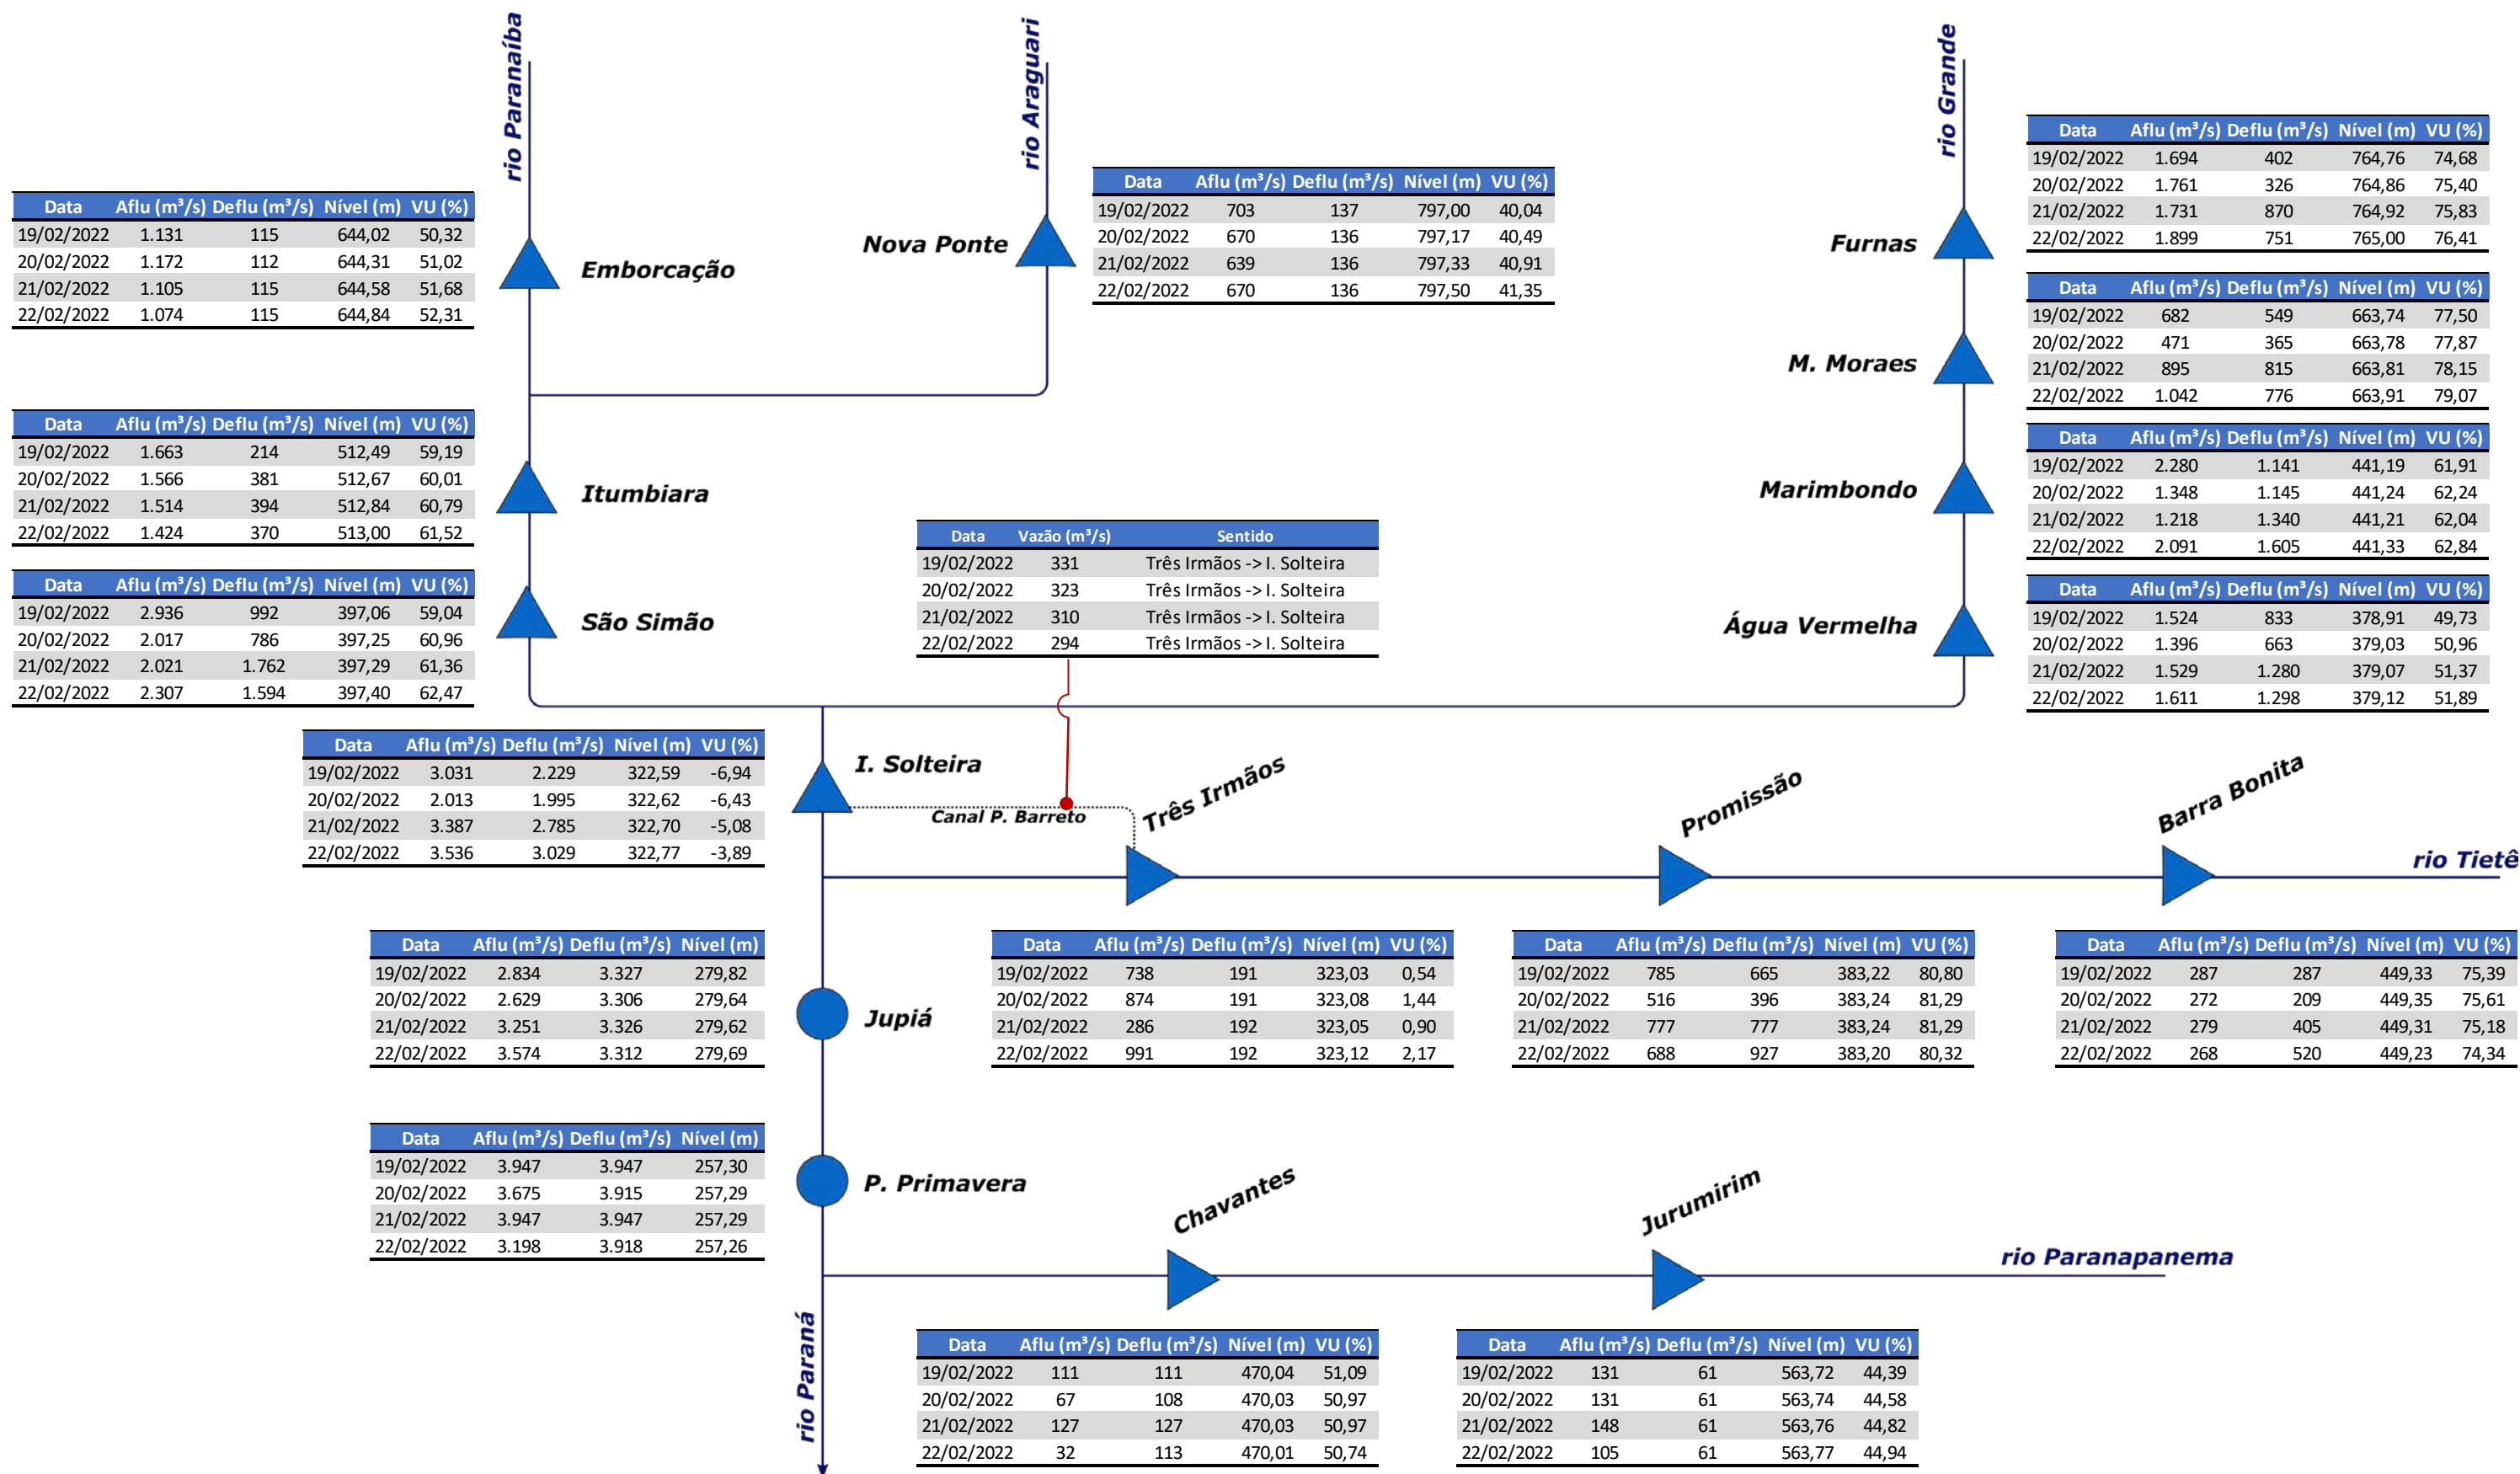 rio Paranaíba
rio Araguari
rio Grande
Data Aflu (m³/s) Deflu (m³/s) Nível (m) VU (%)
19/02/2022 1.131 115 644,02 50,32
20/02/2022 1.172 112 644,31 51,02
21/02/2022 1.105 115 644,58 51,68
22/02/2022 1.074 115 644,84 52,31
Emborcação
Nova Ponte
Data Aflu (m³/s) Deflu (m³/s) Nível (m) VU (%)
19/02/2022 703 137 797,00 40,04
20/02/2022 670 136 797,17 40,49
21/02/2022 639 136 797,33 40,91
22/02/2022 670 136 797,50 41,35
Furnas
Data Aflu (m³/s) Deflu (m³/s) Nível (m) VU (%)
19/02/2022 1.694 402 764,76 74,68
20/02/2022 1.761 326 764,86 75,40
21/02/2022 1.731 870 764,92 75,83
22/02/2022 1.899 751 765,00 76,41
M. Moraes
Data Aflu (m³/s) Deflu (m³/s) Nível (m) VU (%)
19/02/2022 682 549 663,74 77,50
20/02/2022 471 365 663,78 77,87
21/02/2022 895 815 663,81 78,15
22/02/2022 1.042 776 663,91 79,07
Data Aflu (m³/s) Deflu (m³/s) Nível (m) VU (%)
19/02/2022 1.663 214 512,49 59,19
20/02/2022 1.566 381 512,67 60,01
21/02/2022 1.514 394 512,84 60,79
22/02/2022 1.424 370 513,00 61,52
Itumbiara
Marimbondo
Data Aflu (m³/s) Deflu (m³/s) Nível (m) VU (%)
19/02/2022 2.280 1.141 441,19 61,91
20/02/2022 1.348 1.145 441,24 62,24
21/02/2022 1.218 1.340 441,21 62,04
22/02/2022 2.091 1.605 441,33 62,84
Data Aflu (m³/s) Deflu (m³/s) Nível (m) VU (%)
19/02/2022 2.936 992 397,06 59,04
20/02/2022 2.017 786 397,25 60,96
21/02/2022 2.021 1.762 397,29 61,36
22/02/2022 2.307 1.594 397,40 62,47
São Simão
Data Vazão (m³/s) Sentido
19/02/2022 331 Três Irmãos -> I. Solteira
20/02/2022 323 Três Irmãos -> I. Solteira
21/02/2022 310 Três Irmãos -> I. Solteira
22/02/2022 294 Três Irmãos -> I. Solteira
Água Vermelha
Data Aflu (m³/s) Deflu (m³/s) Nível (m) VU (%)
19/02/2022 1.524 833 378,91 49,73
20/02/2022 1.396 663 379,03 50,96
21/02/2022 1.529 1.280 379,07 51,37
22/02/2022 1.611 1.298 379,12 51,89
Data Aflu (m³/s) Deflu (m³/s) Nível (m) VU (%)
19/02/2022 3.031 2.229 322,59 -6,94
20/02/2022 2.013 1.995 322,62 -6,43
21/02/2022 3.387 2.785 322,70 -5,08
22/02/2022 3.536 3.029 322,77 -3,89
I. Solteira
Canal P. Barreto
Três Irmãos
Promissão
Barra Bonita
rio Tietê
Data Aflu (m³/s) Deflu (m³/s) Nível (m)
19/02/2022 2.834 3.327 279,82
20/02/2022 2.629 3.306 279,64
21/02/2022 3.251 3.326 279,62
22/02/2022 3.574 3.312 279,69
Jupiá
Data Aflu (m³/s) Deflu (m³/s) Nível (m) VU (%)
19/02/2022 738 191 323,03 0,54
20/02/2022 874 191 323,08 1,44
21/02/2022 286 192 323,05 0,90
22/02/2022 991 192 323,12 2,17
Data Aflu (m³/s) Deflu (m³/s) Nível (m) VU (%)
19/02/2022 785 665 383,22 80,80
20/02/2022 516 396 383,24 81,29
21/02/2022 777 777 383,24 81,29
22/02/2022 688 927 383,20 80,32
Data Aflu (m³/s) Deflu (m³/s) Nível (m) VU (%)
19/02/2022 287 287 449,33 75,39
20/02/2022 272 209 449,35 75,61
21/02/2022 279 405 449,31 75,18
22/02/2022 268 520 449,23 74,34
Data Aflu (m³/s) Deflu (m³/s) Nível (m)
19/02/2022 3.947 3.947 257,30
20/02/2022 3.675 3.915 257,29
21/02/2022 3.947 3.947 257,29
22/02/2022 3.198 3.918 257,26
P. Primavera
Chavantes
Jurumirim
rio Paranapanema
rio Paraná
Data Aflu (m³/s) Deflu (m³/s) Nível (m) VU (%)
19/02/2022 111 111 470,04 51,09
20/02/2022 67 108 470,03 50,97
21/02/2022 127 127 470,03 50,97
22/02/2022 32 113 470,01 50,74
Data Aflu (m³/s) Deflu (m³/s) Nível (m) VU (%)
19/02/2022 131 61 563,72 44,39
20/02/2022 131 61 563,74 44,58
21/02/2022 148 61 563,76 44,82
22/02/2022 105 61 563,77 44,94